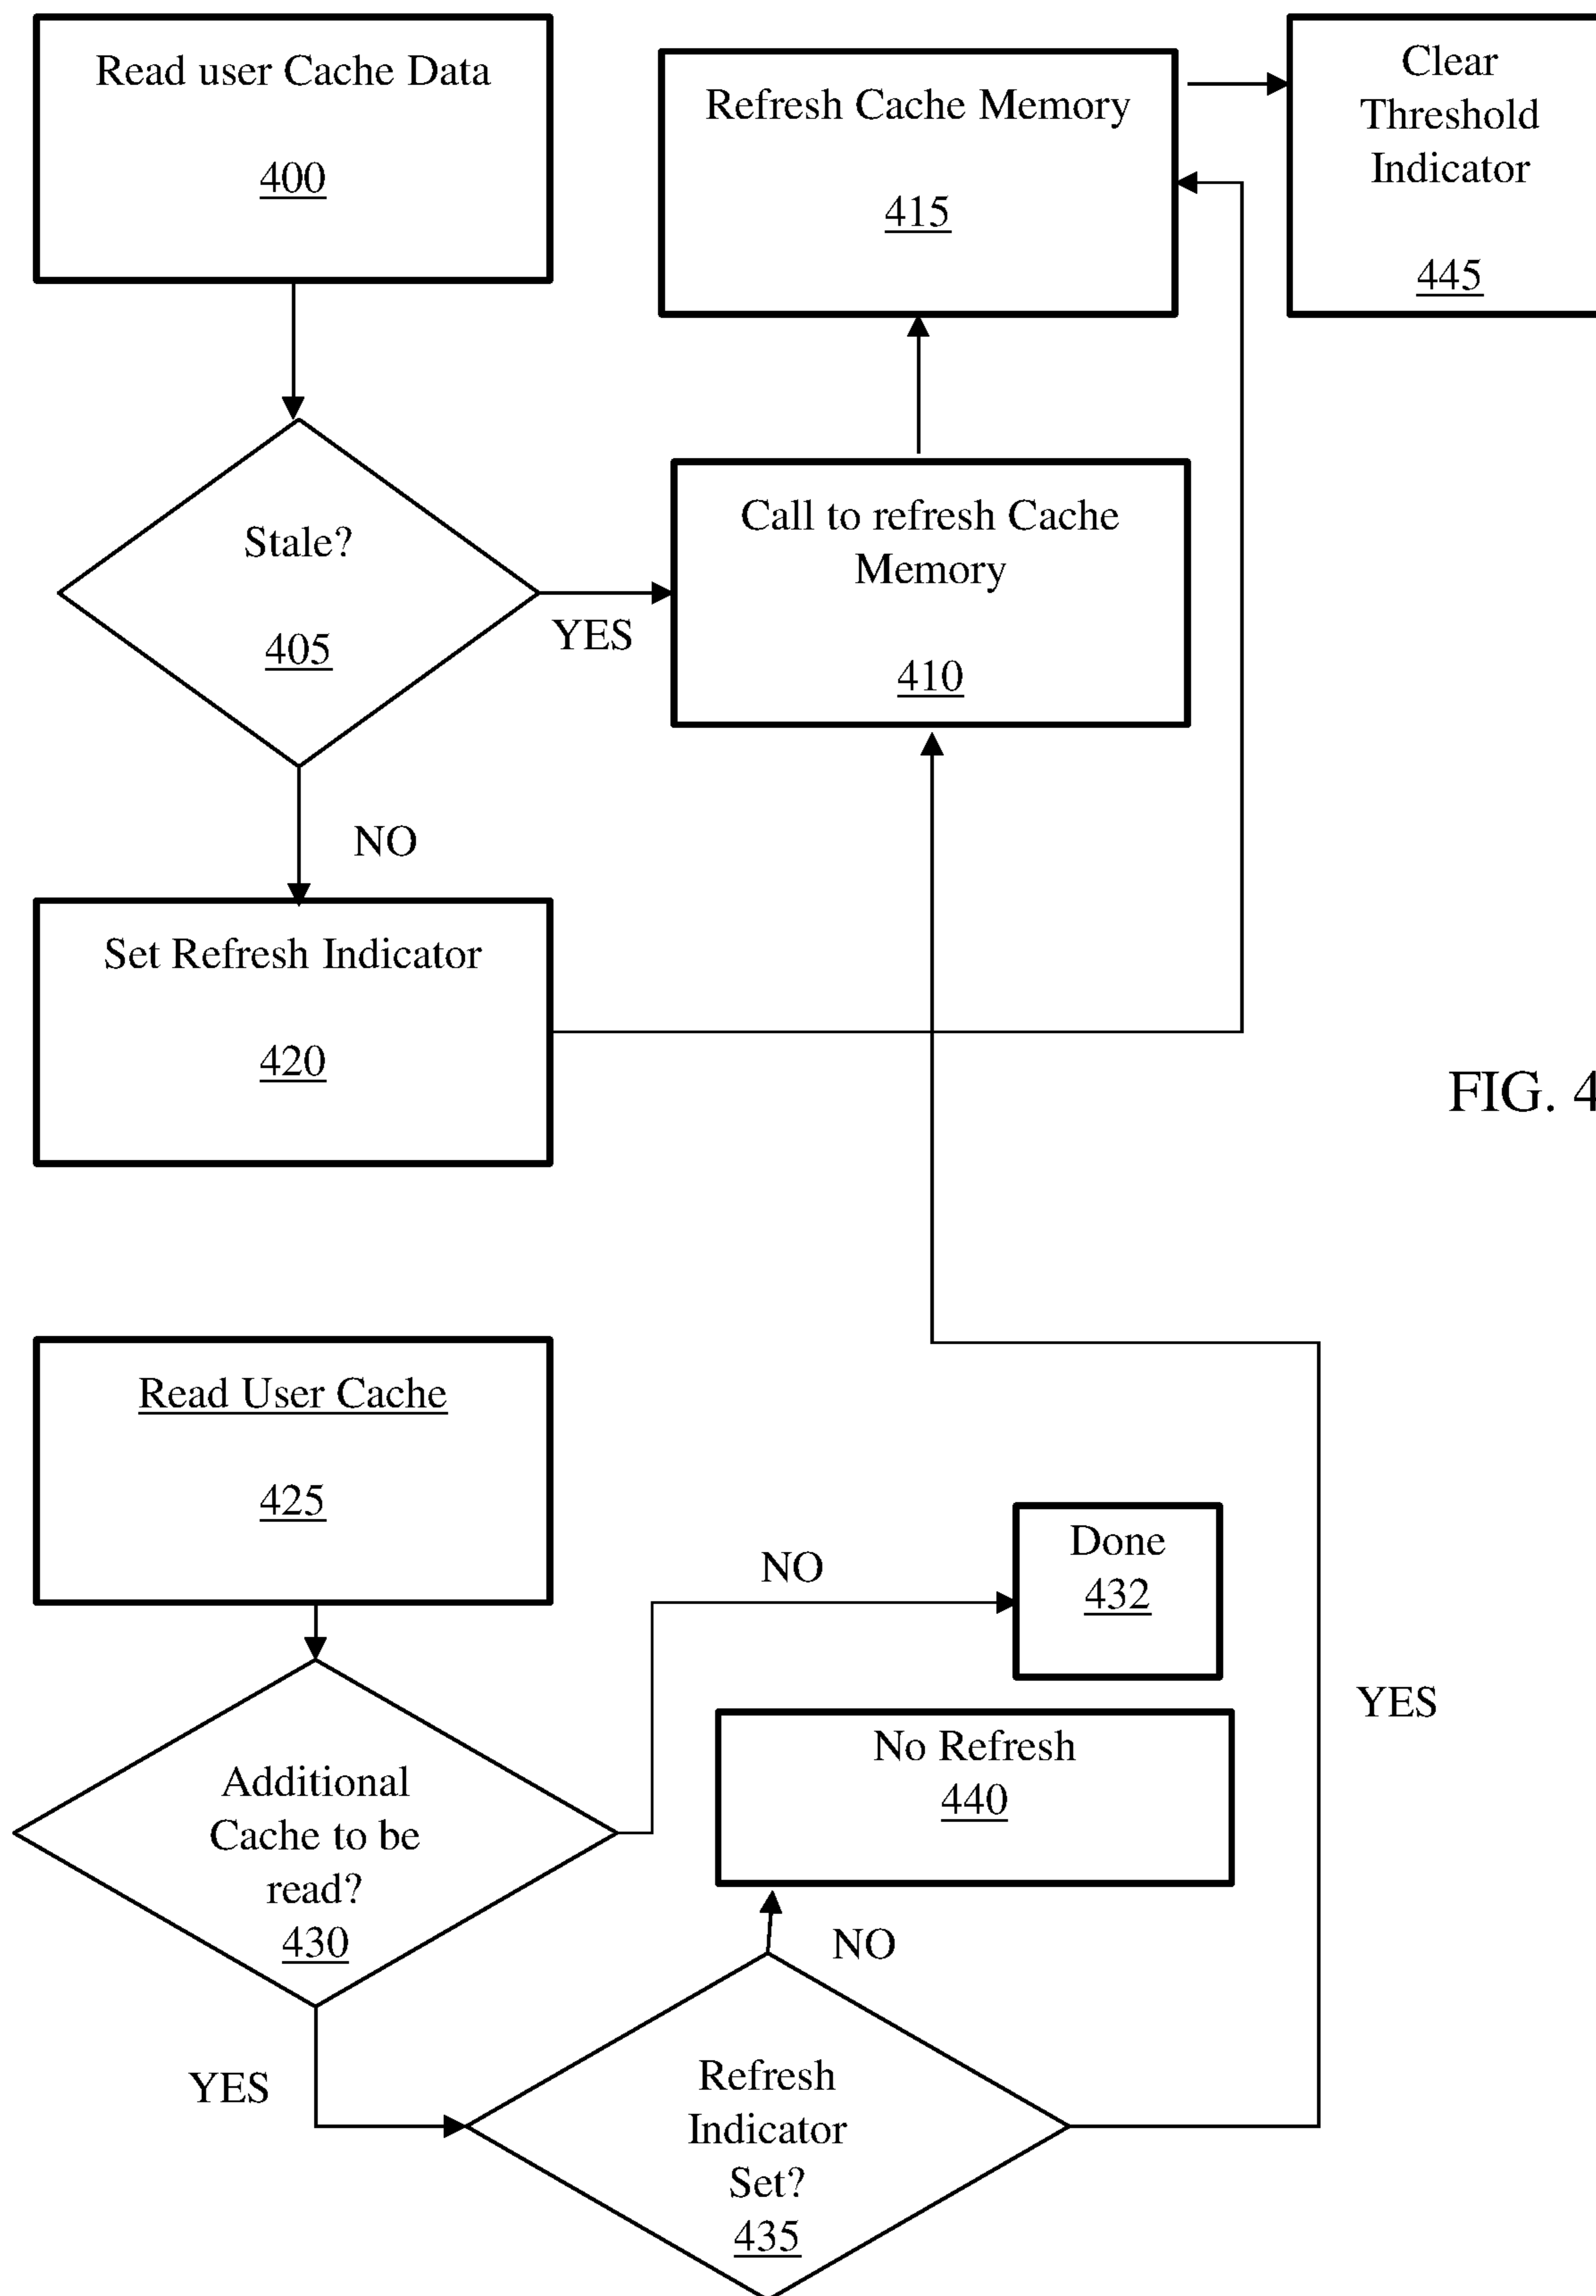 Read user Cache Data
400
Refresh Cache Memory
415
Clear
Threshold
Indicator
445
Stale?
405
YES
Call to refresh Cache
Memory
410
NO
Set Refresh Indicator
420
FIG. 4
Read User Cache
425
NO
Done
432
YES
No Refresh
440
Additional
Cache to be
read?
430
NO
YES
Refresh
Indicator
Set?
435